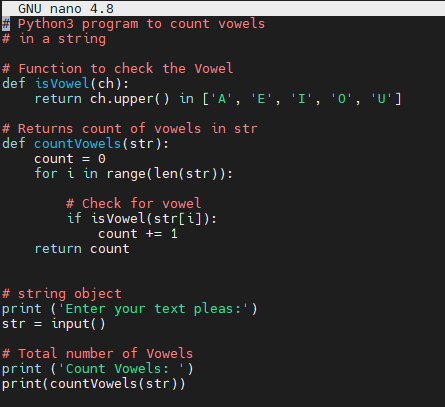 GNU nano 4.8
# Python3 program to count vowels
# in a string
# Function to check the Vowel
def isVowel(ch):
    return ch.upper() in ['A', 'E', 'I', 'O', 'U']
# Returns count of vowels in str
def countVowels(str):
    count = 0
    for i in range(len(str)):
        # Check for vowel
        if isVowel(str[i]):
            count += 1
    return count
# string object
print ('Enter your text pleas:')
str = input()
# Total number of Vowels
print ('Count Vowels: ')
print(countVowels(str))